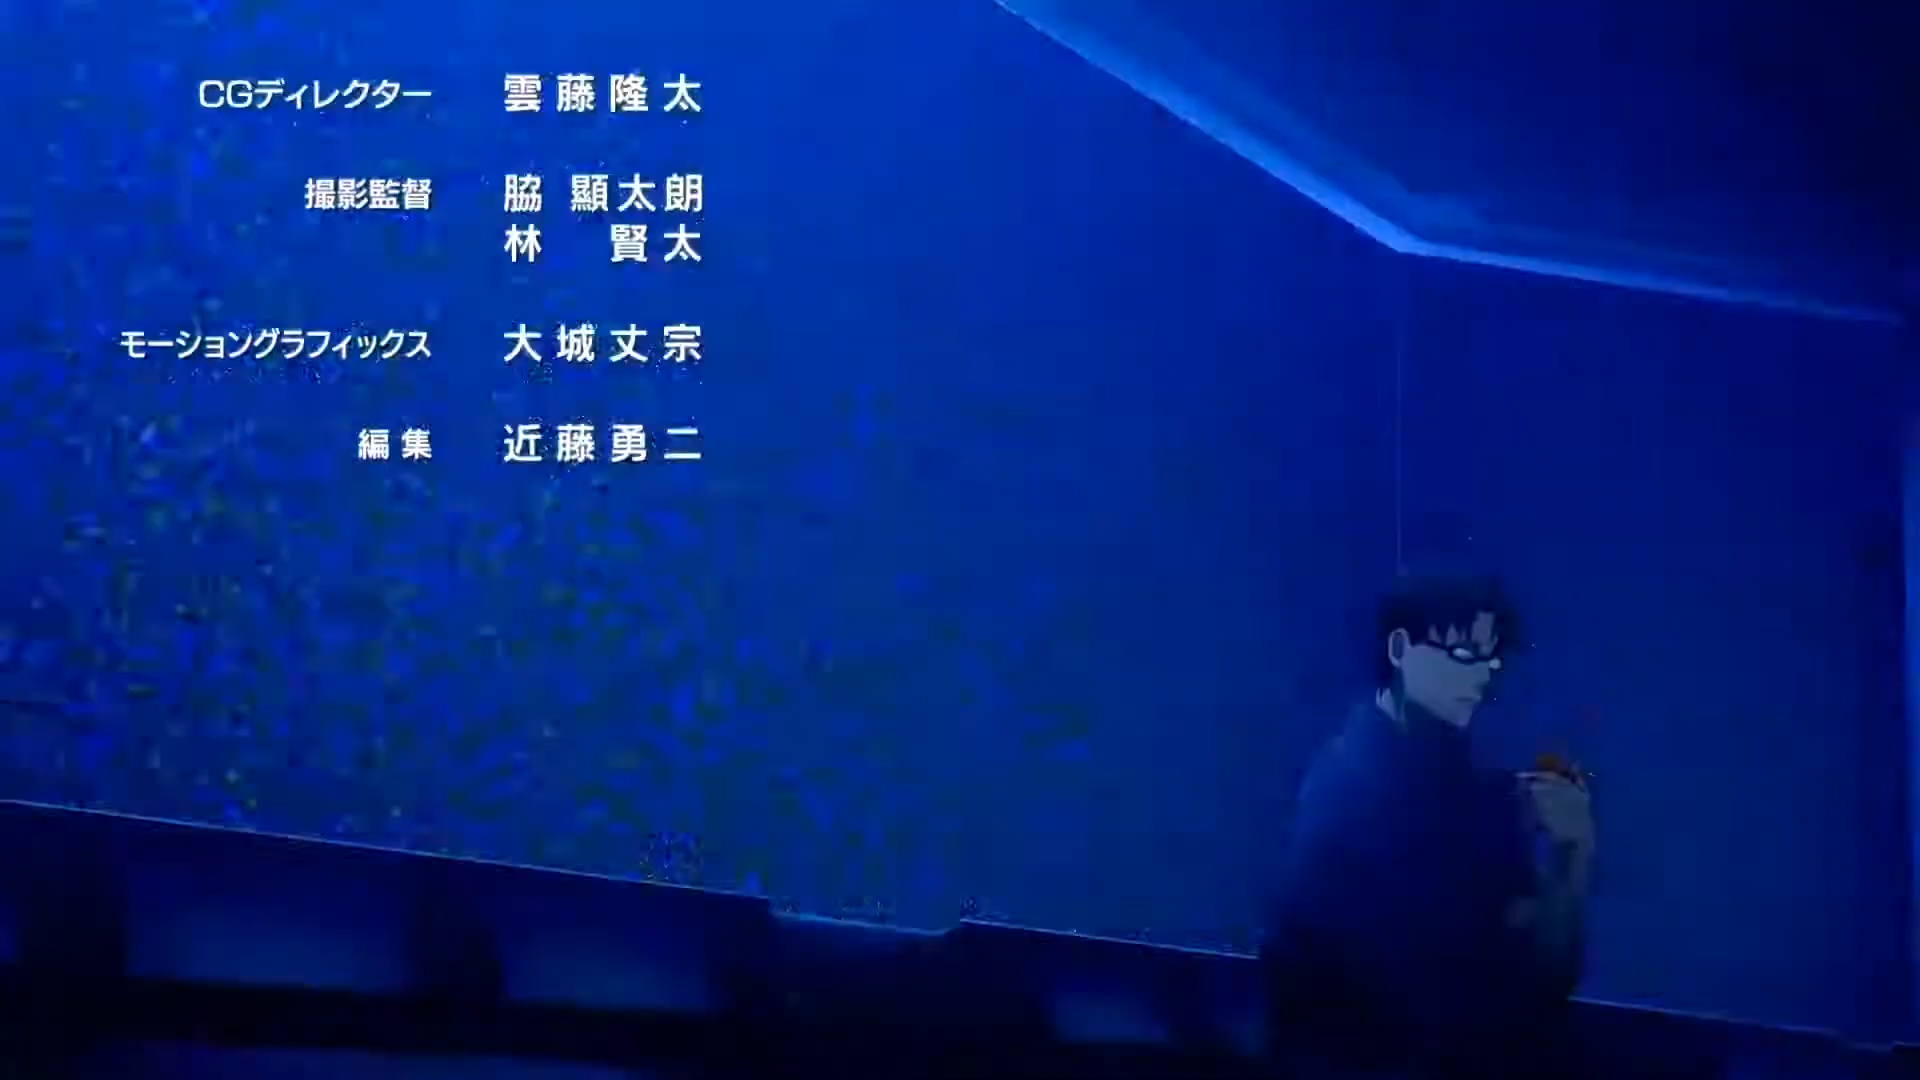 CGディレクター 雲藤隆太
撮影監督 脇 顯太朗
林 賢太
モーショングラフィックス 大城丈宗
編集 近藤勇二